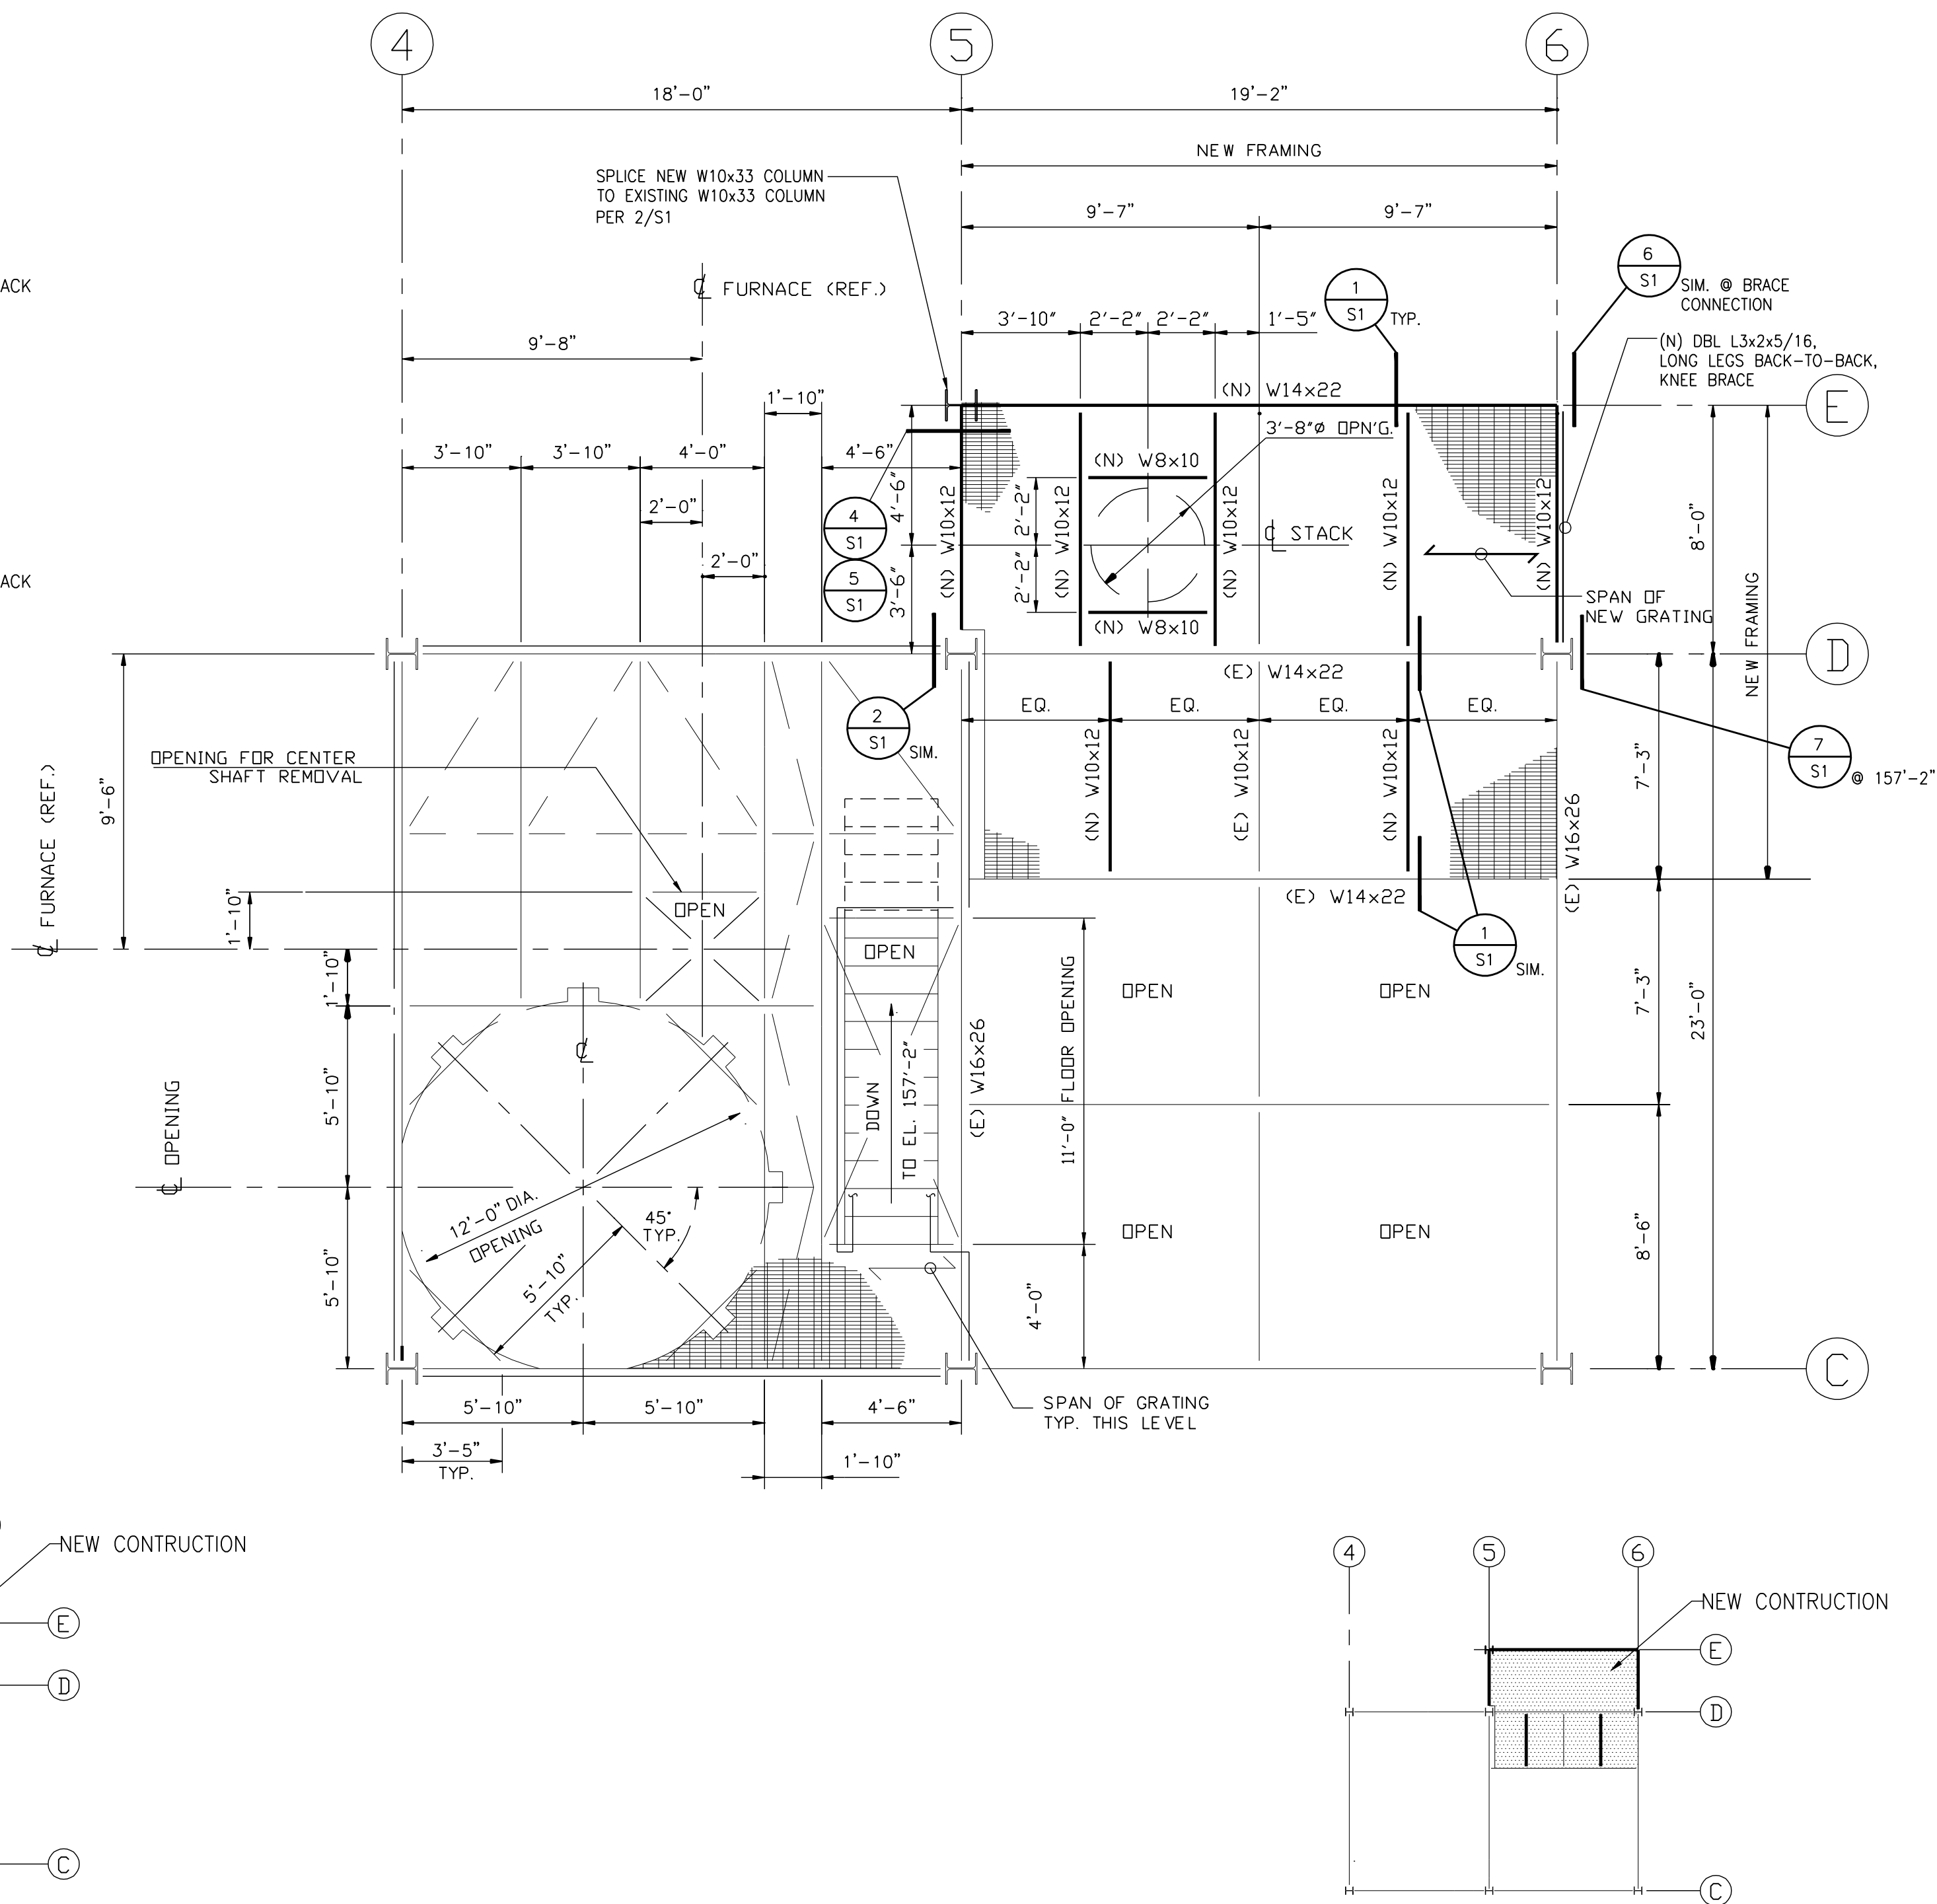 4
5
6
18'-0"
19'-2"
NEW FRAMING
SPLICE NEW W10x33 COLUMN
TO EXISTING W10x33 COLUMN
PER 2/S1
9'-7"
9'-7"
6
S1
SIM. @ BRACE
CONNECTION
ACK
℄ FURNACE (REF.)
1
S1
TYP.
3'-10"
2'-2"
2'-2"
1'-5"
9'-8"
(N) DBL L3x2x5/16,
LONG LEGS BACK-TO-BACK,
KNEE BRACE
1'-10"
(N) W14x22
E
3'-10"
3'-10"
4'-0"
4'-6"
3'-8"ø OPN'G.
(N) W8x10
2'-0"
4'-6"
2'-2"
4
S1
(N) W10x12
(N) W10x12
(N) W10x12
(N) W10x12
(N) W10x12
℄ STACK
8'-0"
2'-0"
ACK
5
S1
3'-6"
2'-2"
(N) W8x10
SPAN OF
NEW GRATING
NEW FRAMING
D
(E) W14x22
2
S1
SIM.
EQ.
EQ.
EQ.
EQ.
7
S1
@ 157'-2"
OPENING FOR CENTER
SHAFT REMOVAL
(N) W10x12
(E) W10x12
(N) W10x12
7'-3"
℄ FURNACE (REF.)
9'-6"
(E) W16x26
(E) W14x22
1'-10"
OPEN
OPEN
1
S1
SIM.
1'-10"
OPEN
OPEN
7'-3"
23'-0"
11'-0" FLOOR OPENING
(E) W16x26
℄
DOWN
TO EL. 157'-2"
5'-10"
℄ OPENING
12'-0" DIA.
OPENING
45°
TYP.
OPEN
OPEN
8'-6"
5'-10"
5'-10"
TYP.
4'-0"
C
SPAN OF GRATING
TYP. THIS LEVEL
5'-10"
5'-10"
4'-6"
3'-5"
TYP.
1'-10"
NEW CONTRUCTION
E
D
C
4
5
6
NEW CONTRUCTION
E
D
C